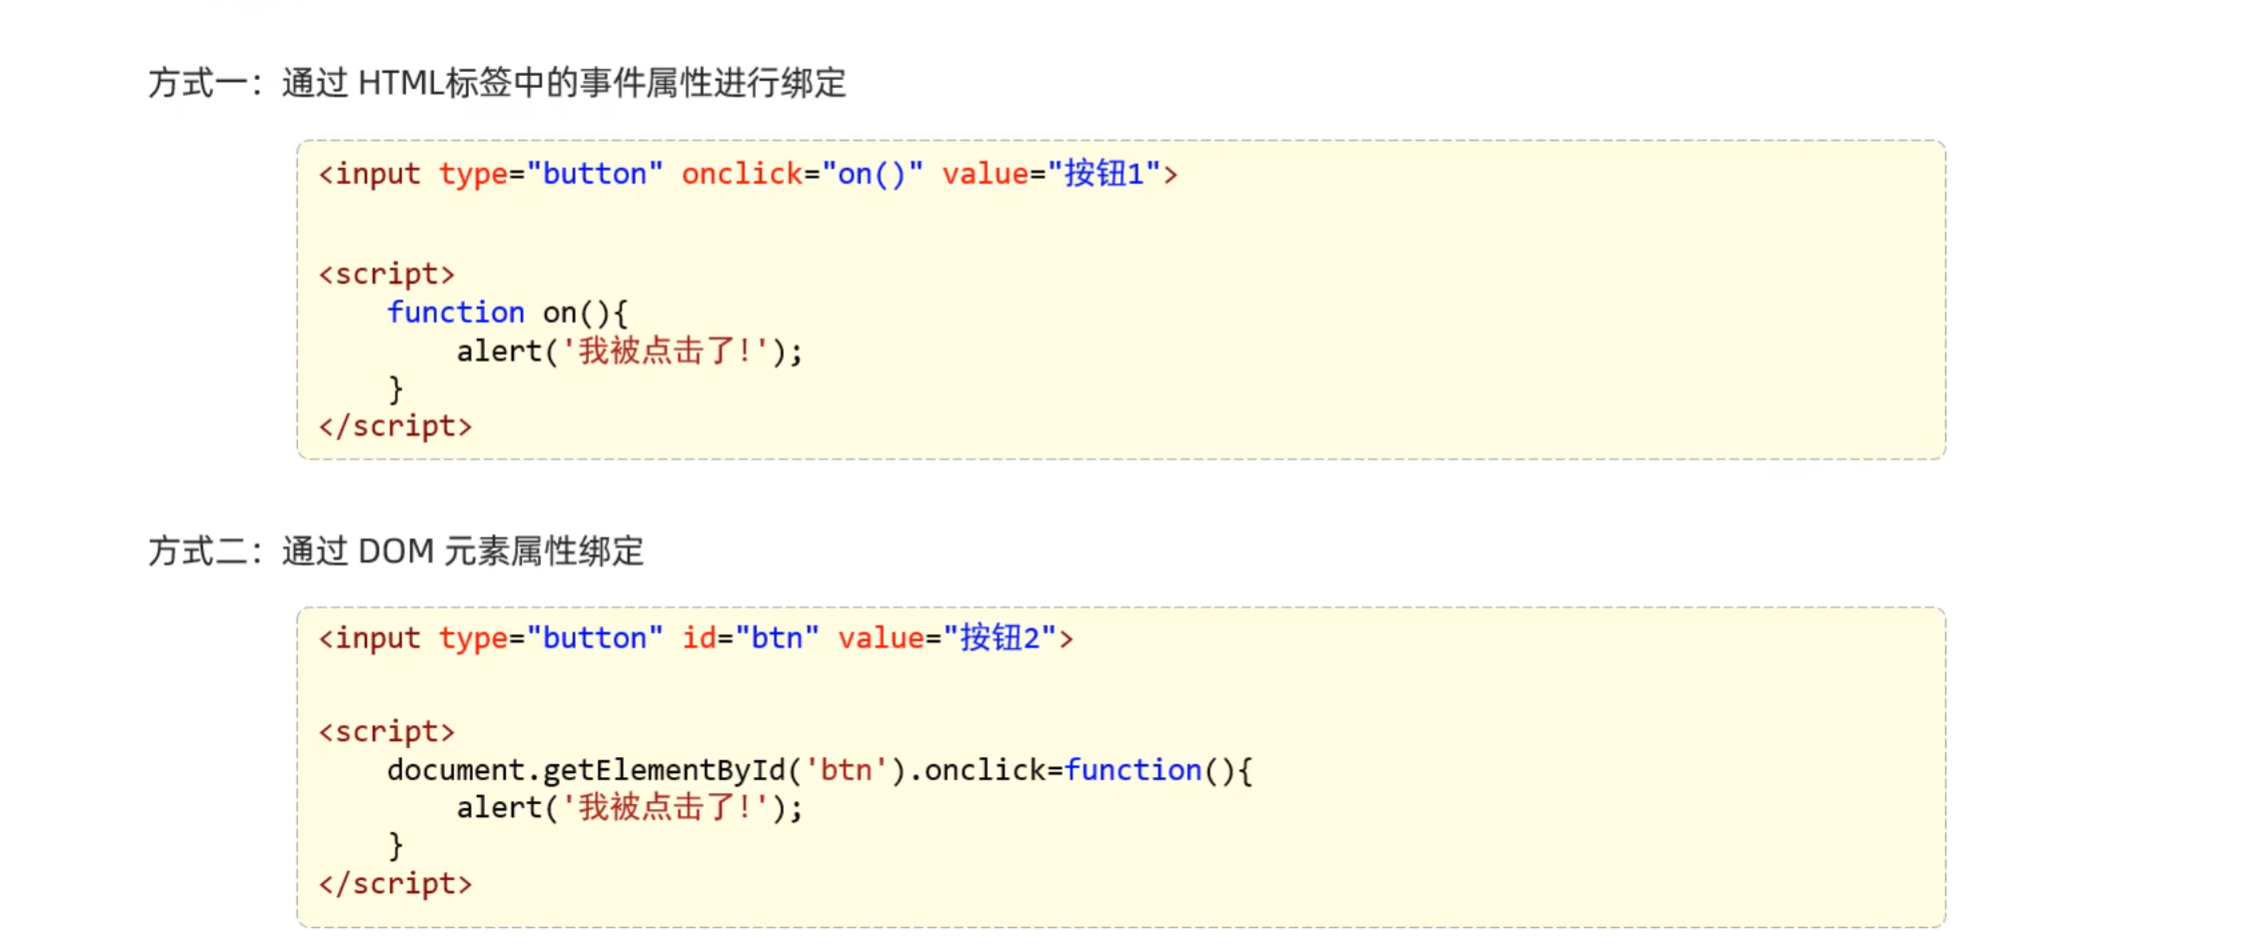 方式一：通过 HTML标签中的事件属性进行绑定
<input type="button" onclick="on()" value="按钮1">
<script>
    function on(){
        alert('我被点击了!');
    }
</script>
方式二：通过 DOM 元素属性绑定
<input type="button" id="btn" value="按钮2">
<script>
    document.getElementById('btn').onclick=function(){
        alert('我被点击了!');
    }
</script>